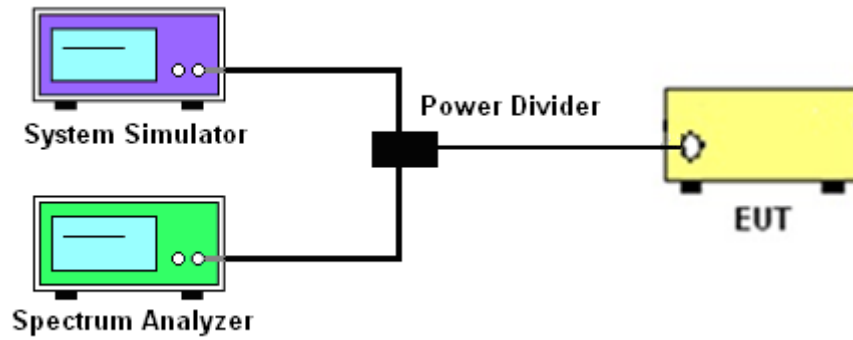 System Simulator
Power Divider
EUT
Spectrum Analyzer